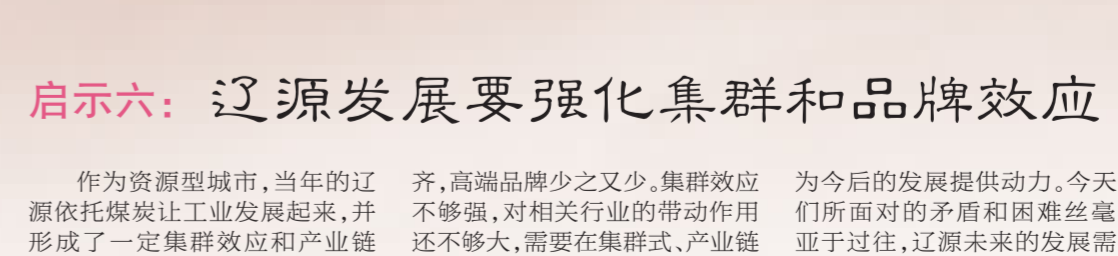 启示六：辽源发展要强化集群和品牌效应
作为资源型城市，当年的辽
源依托煤炭让工业发展起来，并
形成了一定集群效应和产业链
齐，高端品牌少之又少。集群效应
不够强，对相关行业的带动作用
还不够大，需要在集群式、产业链
为今后的发展提供动力。今天
们所面对的矛盾和困难丝毫
亚于过往，辽源未来的发展需